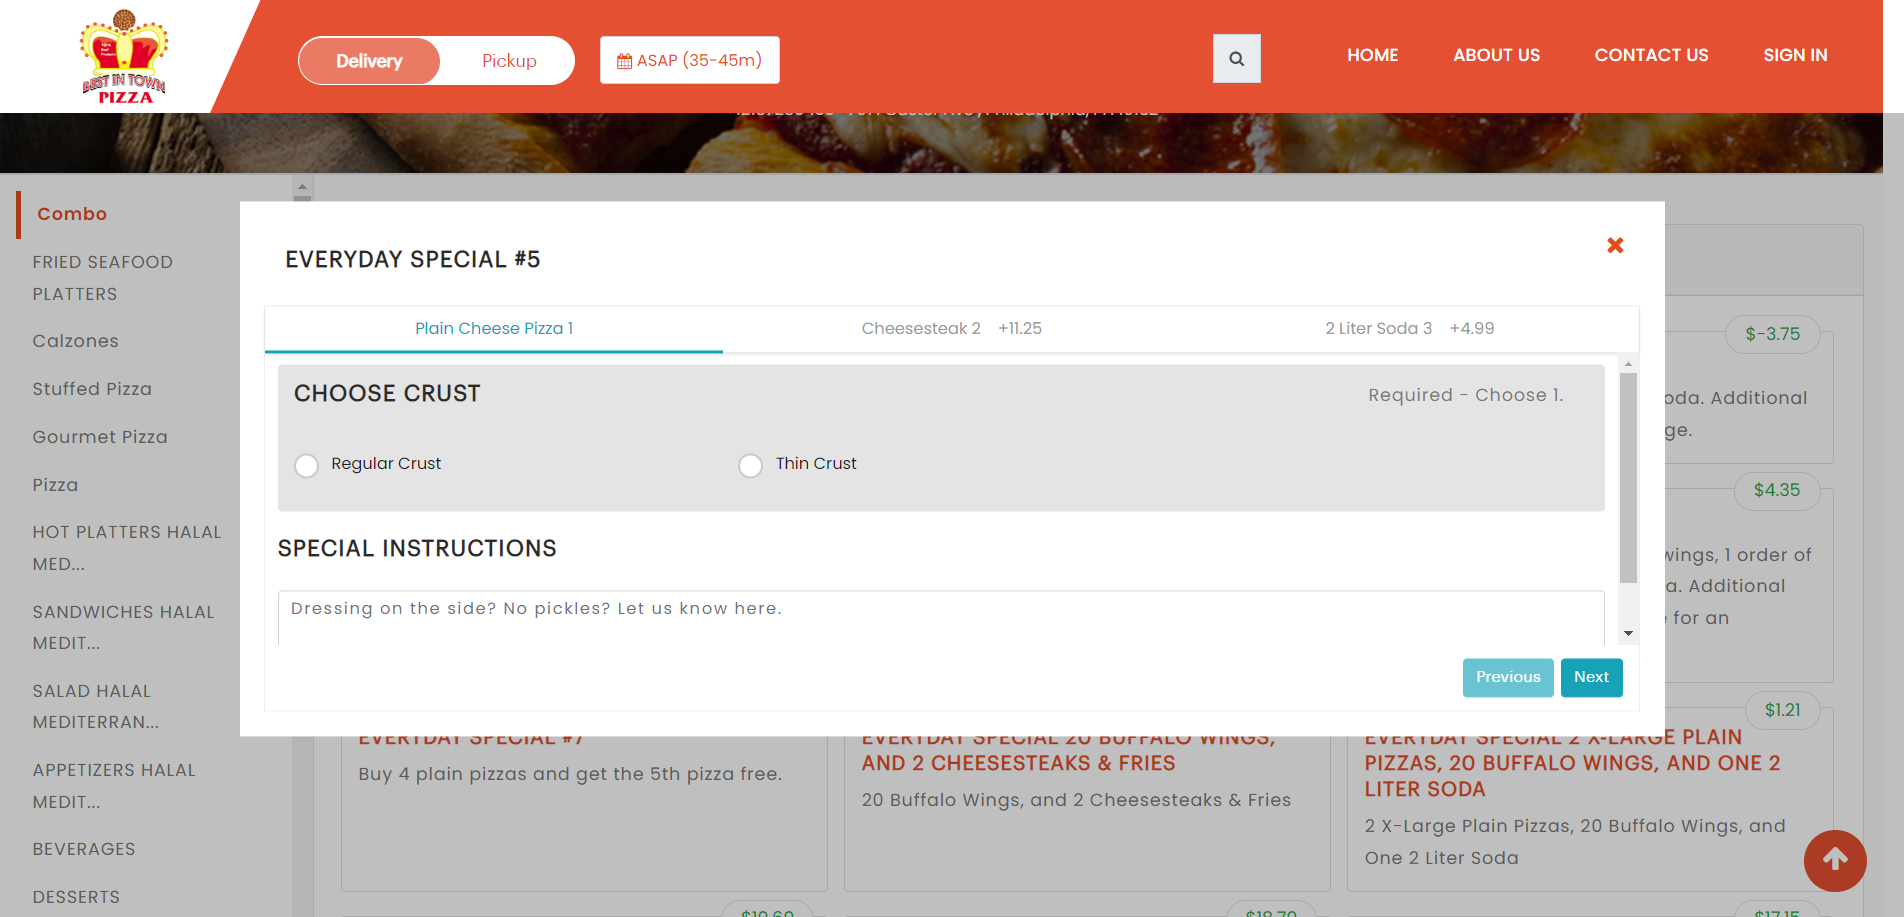 BEST IN TOWN
PIZZA
Delivery
Pickup
ASAP (35-45m)
HOME
ABOUT US
CONTACT US
SIGN IN
Combo
FRIED SEAFOOD
PLATTERS
Calzones
Stuffed Pizza
Gourmet Pizza
Pizza
HOT PLATTERS HALAL
MED...
SANDWICHES HALAL
MEDIT...
SALAD HALAL
MEDITERRAN...
APPETIZERS HALAL
MEDIT...
BEVERAGES
DESSERTS
EVERYDAY SPECIAL #5
Plain Cheese Pizza 1
Cheesesteak 2 +11.25
2 Liter Soda 3 +4.99
CHOOSE CRUST
Required - Choose 1.
Regular Crust
Thin Crust
SPECIAL INSTRUCTIONS
Dressing on the side? No pickles? Let us know here.
Previous
Next
$-3.75
Additional
$4.35
wings, 1 order of
Additional
for an
EVERYDAY SPECIAL #7
Buy 4 plain pizzas and get the 5th pizza free.
EVERYDAY SPECIAL 20 BUFFALO WINGS,
AND 2 CHEESESTEAKS & FRIES
20 Buffalo Wings, and 2 Cheesesteaks & Fries
$1.21
EVERYDAY SPECIAL 2 X-LARGE PLAIN
PIZZAS, 20 BUFFALO WINGS, AND ONE 2
LITER SODA
2 X-Large Plain Pizzas, 20 Buffalo Wings, and
One 2 Liter Soda
$10.60
$18.70
$17.15